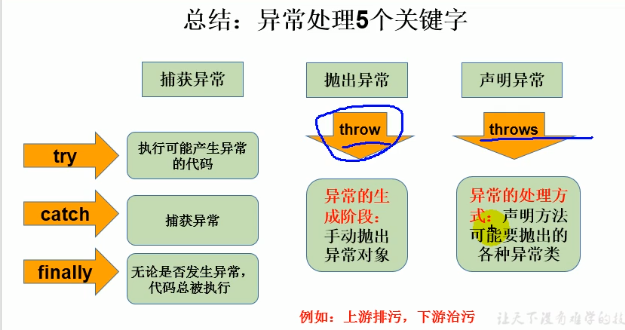 总结：异常处理5个关键字
捕获异常
抛出异常
声明异常
throw
throws
try
执行可能产生异常
的代码
catch
捕获异常
finally
无论是否发生异常，
代码总被执行
异常的生
成阶段：
手动抛出
异常对象
异常的处理方
式：声明方法
可能要抛出的
各种异常类
例如：上游排污，下游治污
让天下没有难学的技